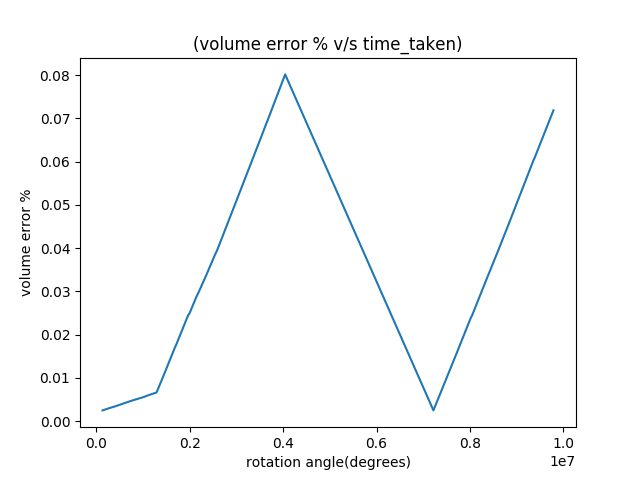 (volume error % v/s time_taken)
0.08
0.07
0.06
0.05
0.04
0.03
0.02
0.01
0.00
volume error %
0.0 0.2 0.4 0.6 0.8 1.0
1e7
rotation angle(degrees)